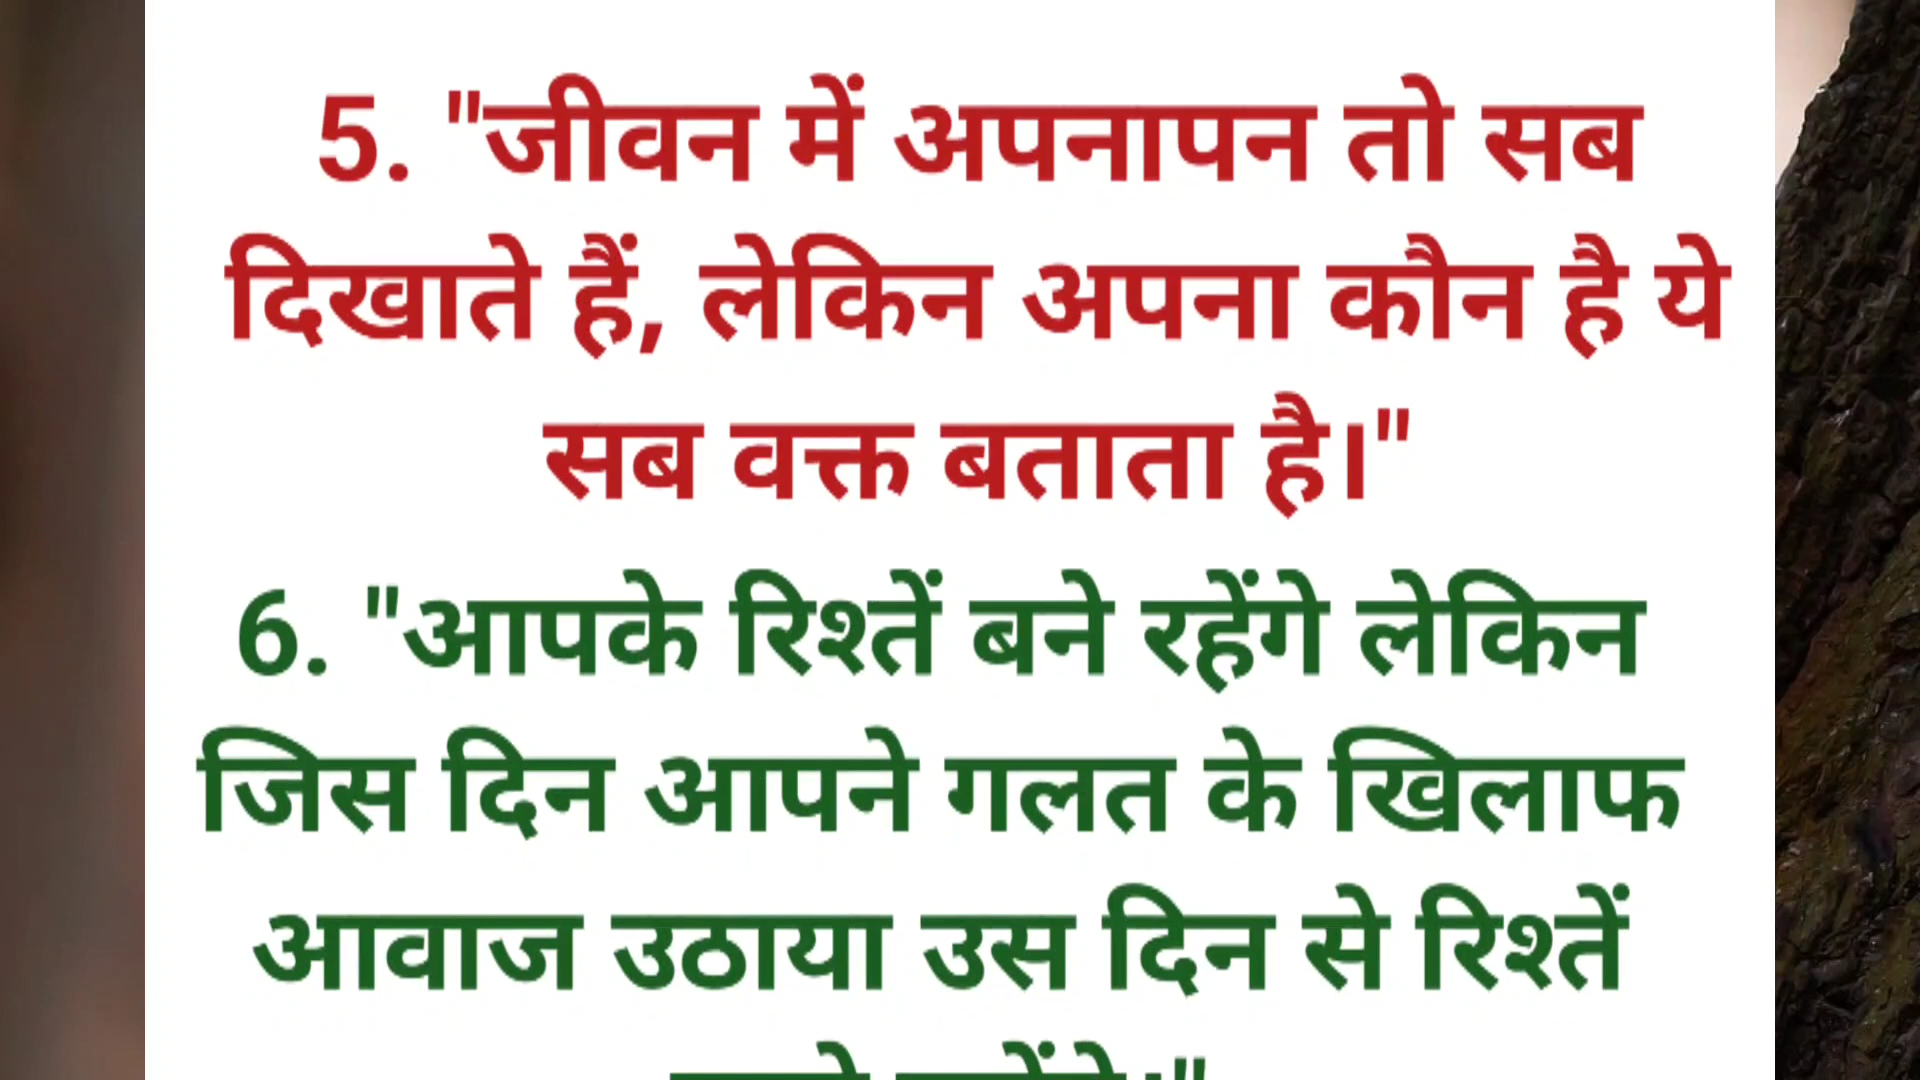 5. "जीवन में अपनापन तो सब
दिखाते हैं, लेकिन अपना कौन है ये
सब वक्त बताता है।"
6. "आपके रिश्तें बने रहेंगे लेकिन
जिस दिन आपने गलत के खिलाफ
आवाज उठाया उस दिन से रिश्तें